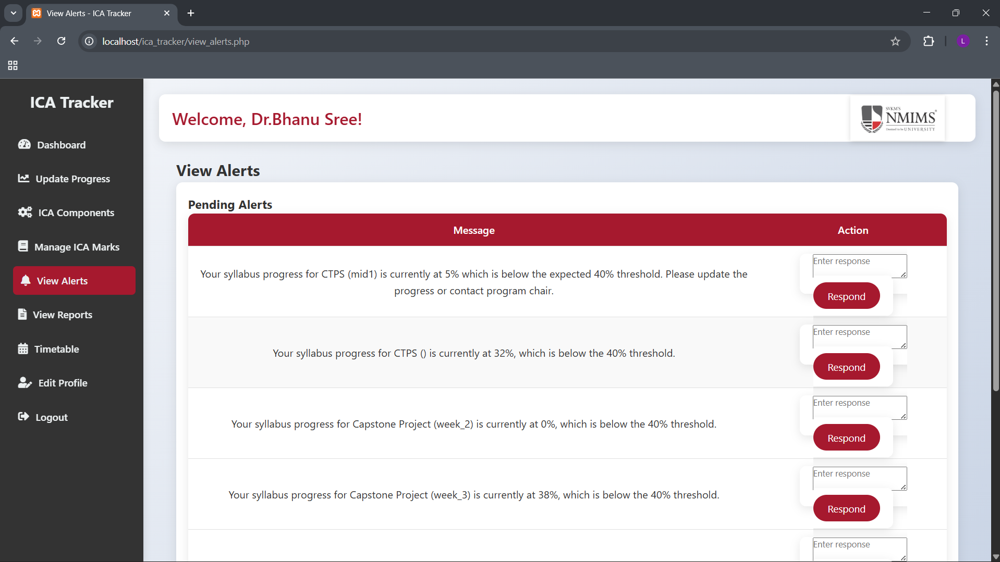 View Alerts - ICA Tracker
localhost/ica_tracker/view_alerts.php
L
ICA Tracker
Dashboard
Update Progress
ICA Components
Manage ICA Marks
View Alerts
View Reports
Timetable
Edit Profile
Logout
Welcome, Dr.Bhanu Sree!
SVKM'S
NMIMS®
Deemed to be UNIVERSITY
View Alerts
Pending Alerts
Message Action
Your syllabus progress for CTPS (mid1) is currently at 5% which is below the expected 40% threshold. Please update the
progress or contact program chair.
Enter response
Respond
Your syllabus progress for CTPS () is currently at 32%, which is below the 40% threshold.
Enter response
Respond
Your syllabus progress for Capstone Project (week_2) is currently at 0%, which is below the 40% threshold.
Enter response
Respond
Your syllabus progress for Capstone Project (week_3) is currently at 38%, which is below the 40% threshold.
Enter response
Respond
Enter response